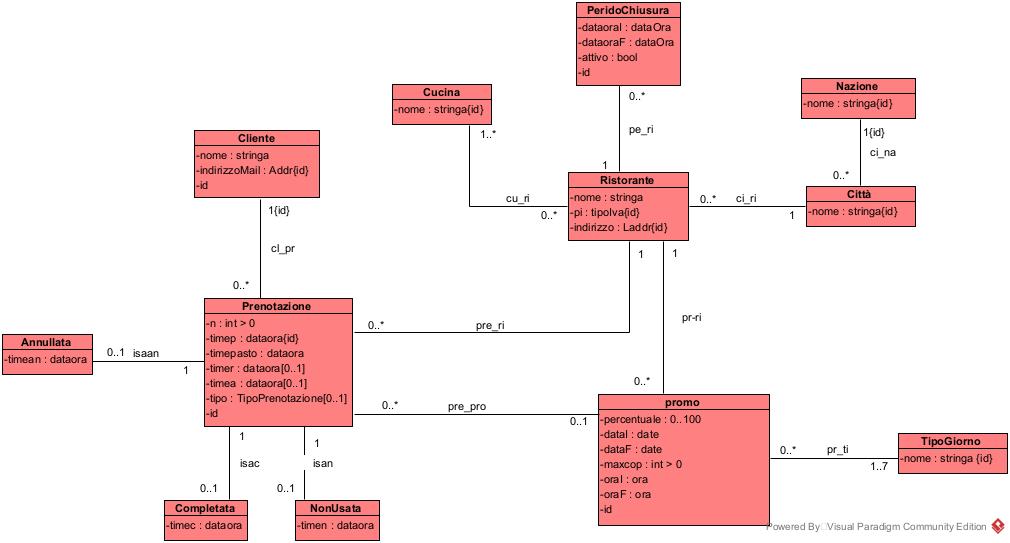 PeridoChiusura
-dataoraI : dataOra
-dataoraF : dataOra
-attivo : bool
-id
0..*
pe_ri
1
Cucina
-nome : stringa{id}
1..*
cu_ri
0..*
Nazione
-nome : stringa{id}
1{id}
ci_na
0..*
Cliente
-nome : stringa
-indirizzoMail : Addr{id}
-id
1{id}
cl_pr
0..*
Ristorante
-nome : stringa
-pi : tipoIva{id}
-indirizzo : Laddr{id}
0..*
ci_ri
1
Città
-nome : stringa{id}
1
1
pr-ri
0..*
Prenotazione
-n : int > 0
-timep : dataora{id}
-timepasto : dataora
-timer : dataora[0..1]
-timea : dataora[0..1]
-tipo : TipoPrenotazione[0..1]
-id
0..*
pre_ri
Annullata
-timean : dataora
0..1
isaan
1
0..*
pre_pro
0..1
promo
-percentuale : 0..100
-dataI : date
-dataF : date
-maxcop : int > 0
-oraI : ora
-oraF : ora
-id
0..*
pr_ti
1..7
TipoGiorno
-nome : stringa {id}
1
isac
0..1
1
isan
0..1
Completata
-timec : dataora
NonUsata
-timen : dataora
Powered By Visual Paradigm Community Edition